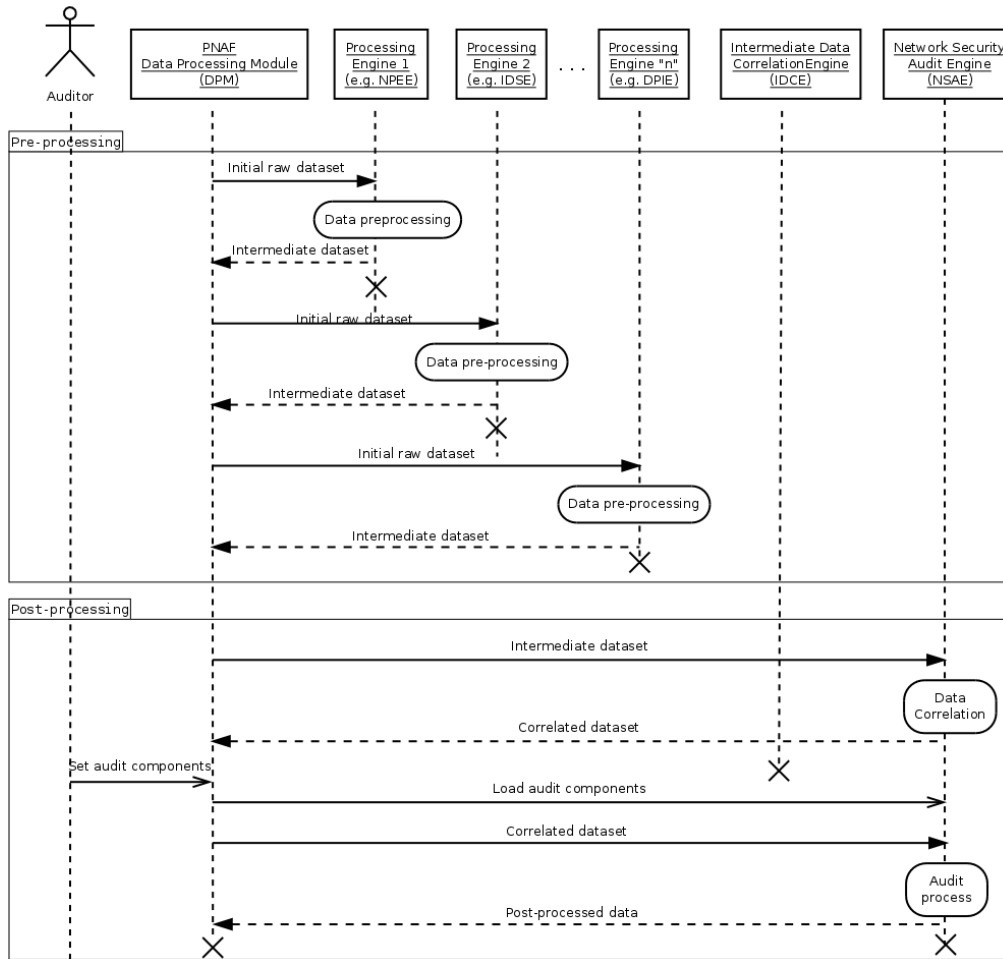 Auditor
PNAF
Data Processing Module
(DPM)
Processing
Engine 1
(e.g. NPEE)
Processing
Engine 2
(e.g. IDSE)
. . .
Processing
Engine "n"
(e.g. DPIE)
Intermediate Data
CorrelationEngine
(IDCE)
Network Security
Audit Engine
(NSAE)
Pre-processing
Initial raw dataset
Data preprocessing
Intermediate dataset
Initial raw dataset
Data pre-processing
Intermediate dataset
Initial raw dataset
Data pre-processing
Intermediate dataset
Post-processing
Intermediate dataset
Data
Correlation
Correlated dataset
Set audit components
Load audit components
Correlated dataset
Audit
process
Post-processed data